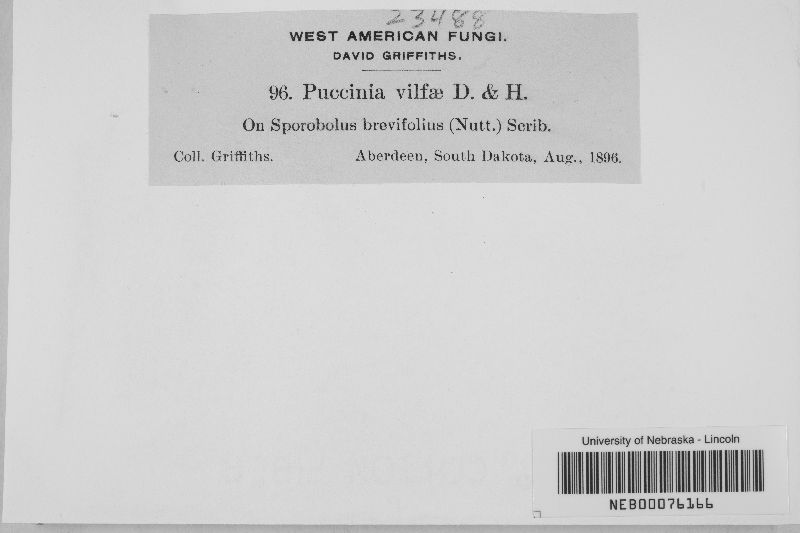 23488
WEST AMERICAN FUNGI.
DAVID GRIFFITHS.
96. Puccinia vilfæ D. & H.
On Sporobolus brevifolius (Nutt.) Scrib.
Coll. Griffiths. Aberdeen, South Dakota, Aug., 1896.
University of Nebraska - Lincoln
NEB00076166